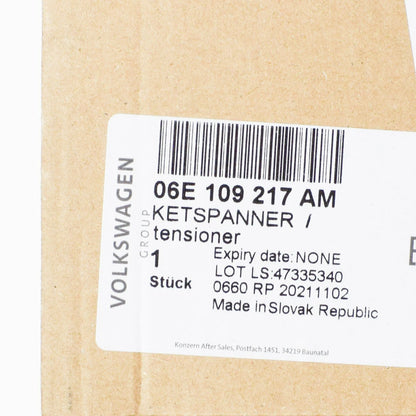 VOLKSWAGEN
GROUP
06E 109 217 AM
KETSPANNER /
tensioner
1
Stück
Expiry date: NONE
LOT LS:47335340
0660 RP 20211102
Made in Slovak Republic
Konzern After Sales, Postfach 1451, 34219 Baunatal